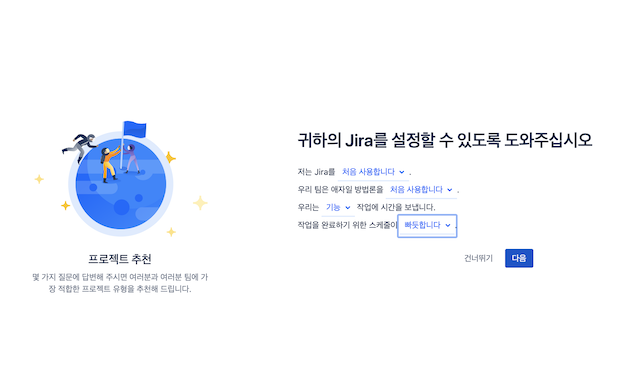 귀하의 Jira를 설정할 수 있도록 도와주십시오
저는 Jira를 처음 사용합니다 .
우리 팀은 애자일 방법론을 처음 사용합니다 .
우리는 기능 작업에 시간을 보냅니다.
작업을 완료하기 위한 스케줄이 빠듯합니다 .
건너뛰기 다음
프로젝트 추천
몇 가지 질문에 답변해 주시면 여러분과 여러분 팀에 가
장 적합한 프로젝트 유형을 추천해 드립니다.